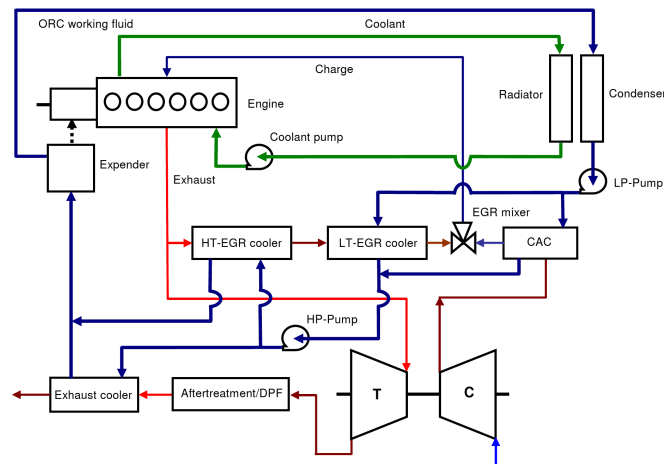 ORC working fluid
Coolant
Charge
Radiator
Condenser
Engine
Coolant pump
Expender
Exhaust
LP-Pump
EGR mixer
HT-EGR cooler
LT-EGR cooler
CAC
HP-Pump
Exhaust cooler
Aftertreatment/DPF
T
C